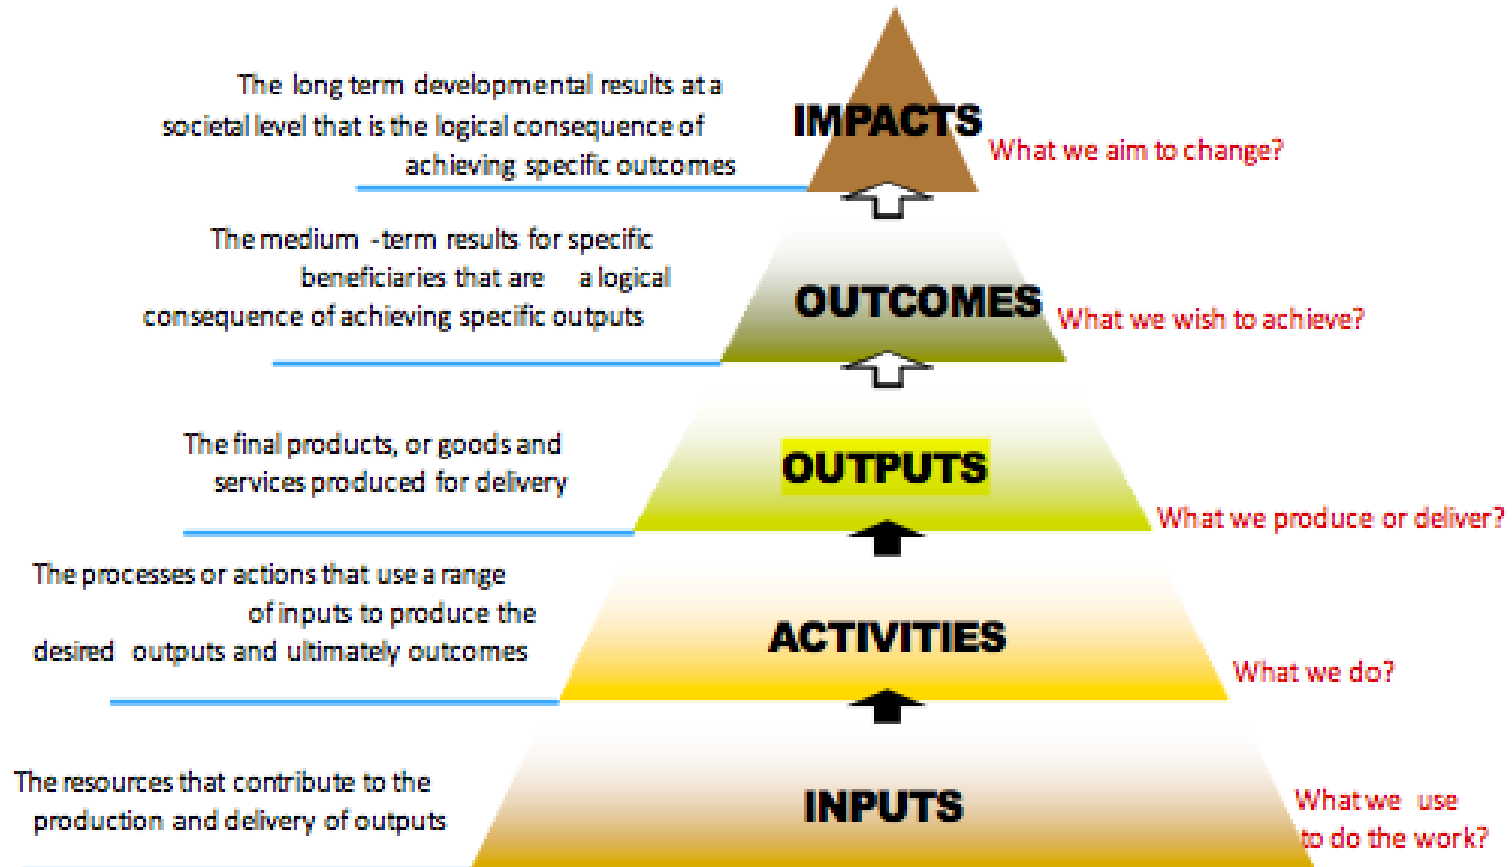 The long term developmental results at a
societal level that is the logical consequence of
achieving specific outcomes
IMPACTS
What we aim to change?
The medium -term results for specific
beneficiaries that are a logical
consequence of achieving specific outputs
OUTCOMES
What we wish to achieve?
The final products, or goods and
services produced for delivery
OUTPUTS
What we produce or deliver?
The processes or actions that use a range
of inputs to produce the
desired outputs and ultimately outcomes
ACTIVITIES
What we do?
The resources that contribute to the
production and delivery of outputs
INPUTS
What we use
to do the work?